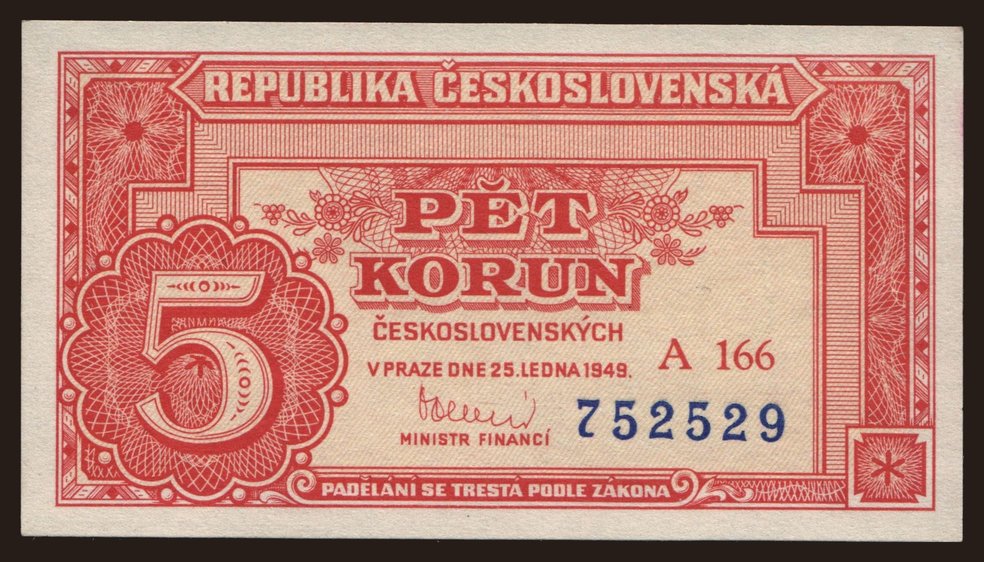 REPUBLIKA ČESKOSLOVENSKÁ
PĚT
KORUN
ČESKOSLOVENSKÝCH
V PRAZE DNE 25. LEDNA 1949.
A 166
752529
MINISTR FINANCÍ
5
PADĚLÁNÍ SE TRESTÁ PODLE ZÁKONA